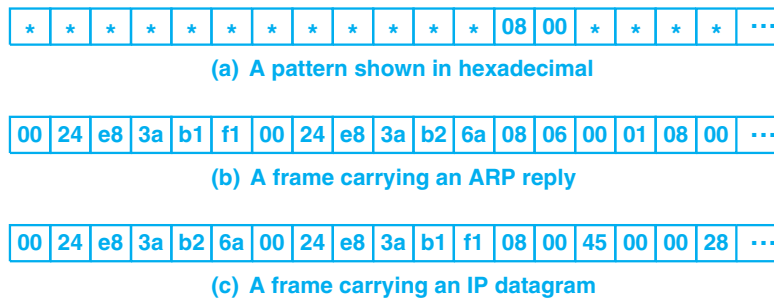 * * * * * * * * * * * * 08 00 * * * * ...
(a) A pattern shown in hexadecimal
00 24 e8 3a b1 f1 00 24 e8 3a b2 6a 08 06 00 01 08 00 ...
(b) A frame carrying an ARP reply
00 24 e8 3a b2 6a 00 24 e8 3a b1 f1 08 00 45 00 00 28 ...
(c) A frame carrying an IP datagram